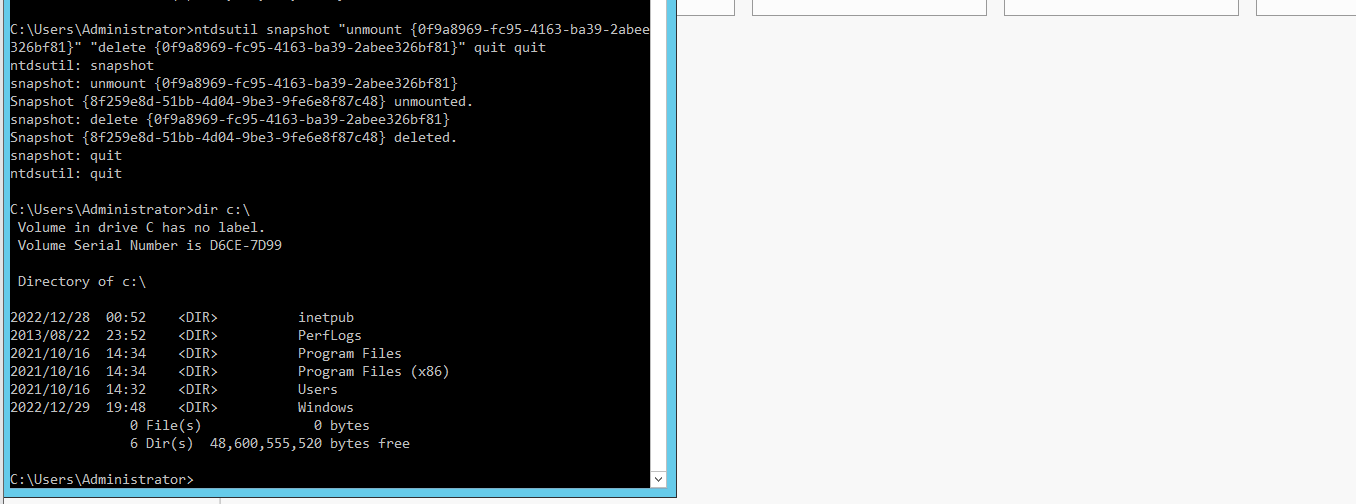 C:\Users\Administrator>ntdsutil snapshot "unmount {0f9a8969-fc95-4163-ba39-2abee
326bf81}" "delete {0f9a8969-fc95-4163-ba39-2abee326bf81}" quit quit
ntdsutil: snapshot
snapshot: unmount {0f9a8969-fc95-4163-ba39-2abee326bf81}
Snapshot {8f259e8d-51bb-4d04-9be3-9fe6e8f87c48} unmounted.
snapshot: delete {0f9a8969-fc95-4163-ba39-2abee326bf81}
Snapshot {8f259e8d-51bb-4d04-9be3-9fe6e8f87c48} deleted.
snapshot: quit
ntdsutil: quit
C:\Users\Administrator>dir c:\
Volume in drive C has no label.
Volume Serial Number is D6CE-7D99
Directory of c:\
2022/12/28  00:52    <DIR>          inetpub
2013/08/22  23:52    <DIR>          PerfLogs
2021/10/16  14:34    <DIR>          Program Files
2021/10/16  14:34    <DIR>          Program Files (x86)
2021/10/16  14:32    <DIR>          Users
2022/12/29  19:48    <DIR>          Windows
0 File(s)              0 bytes
6 Dir(s)  48,600,555,520 bytes free
C:\Users\Administrator>